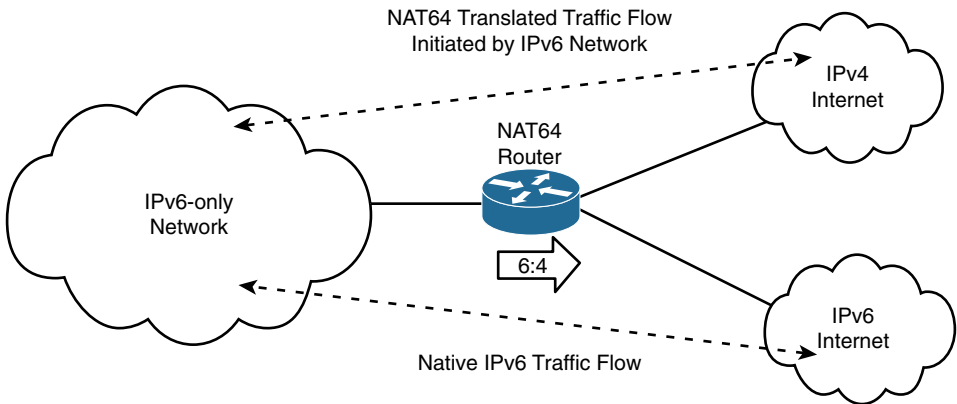 NAT64 Translated Traffic Flow
Initiated by IPv6 Network
IPv4
Internet
NAT64
Router
IPv6-only
Network
6:4
IPv6
Internet
Native IPv6 Traffic Flow